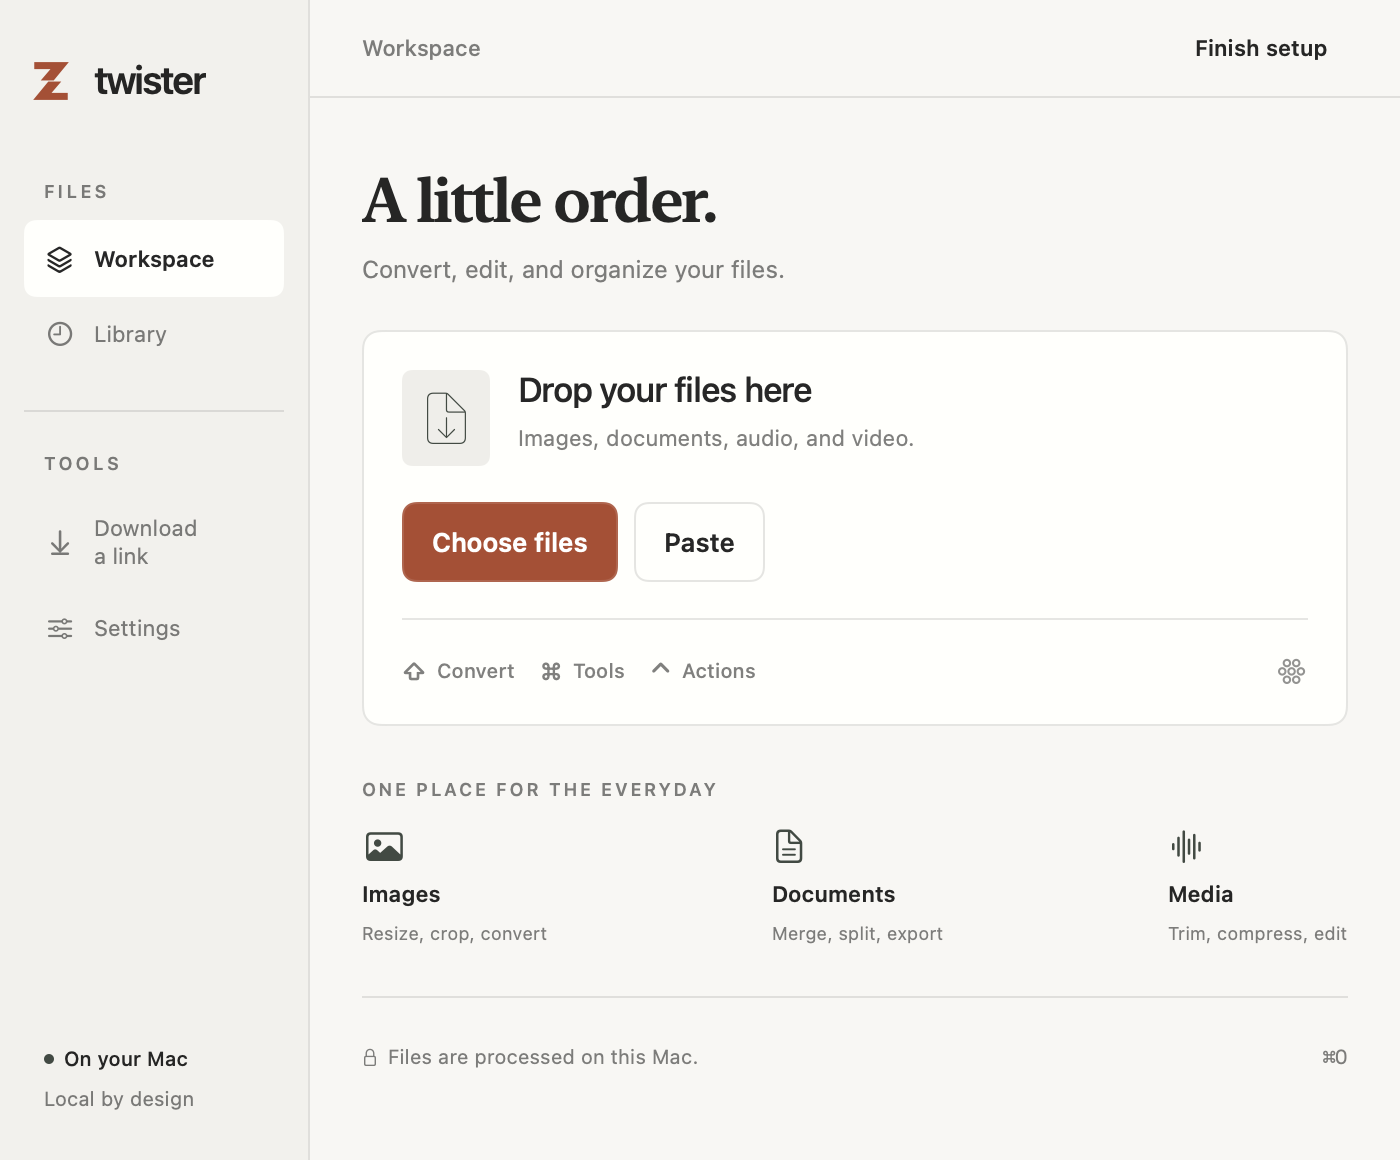 twister
FILES
Workspace
Library
TOOLS
Download
a link
Settings
On your Mac
Local by design
Workspace
Finish setup
A little order.
Convert, edit, and organize your files.
Drop your files here
Images, documents, audio, and video.
Choose files
Paste
Convert
⌘ Tools
Actions
ONE PLACE FOR THE EVERYDAY
Images
Resize, crop, convert
Documents
Merge, split, export
Media
Trim, compress, edit
Files are processed on this Mac.
⌘O